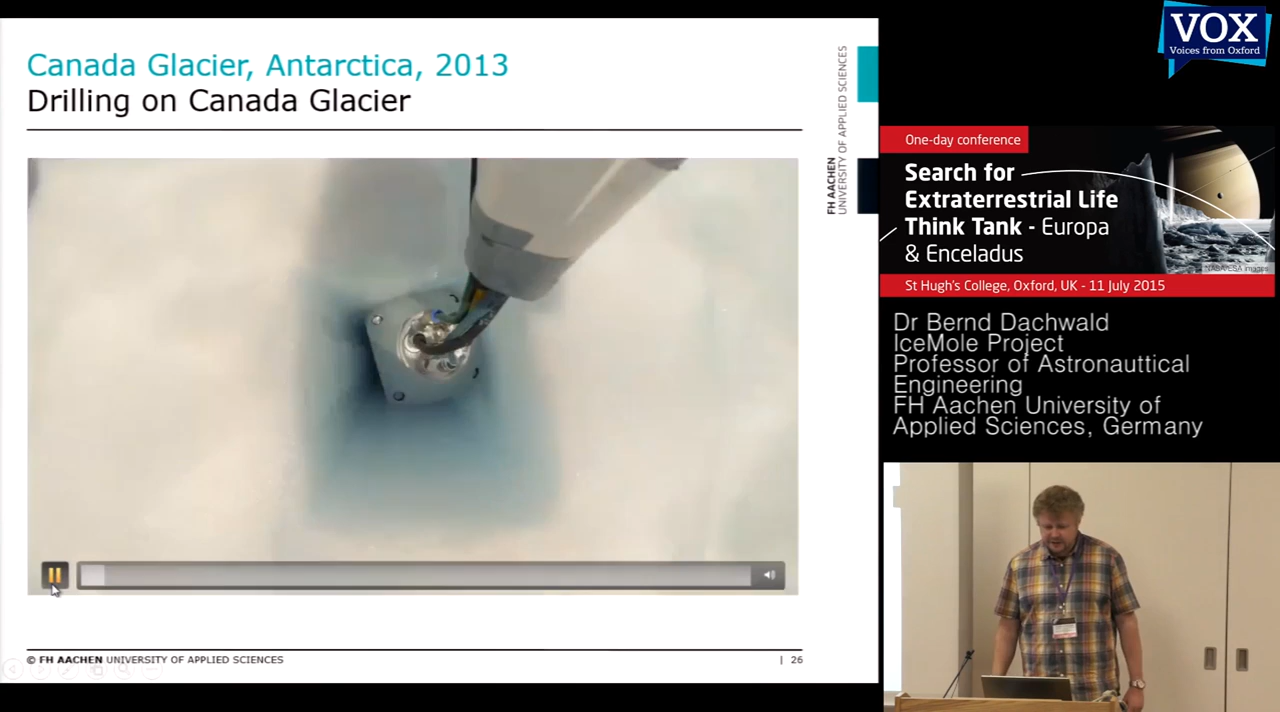 Canada Glacier, Antarctica, 2013
Drilling on Canada Glacier
FH AACHEN
UNIVERSITY OF APPLIED SCIENCES
© FH AACHEN UNIVERSITY OF APPLIED SCIENCES
| 26
VOX
Voices from Oxford
One-day conference
Search for
Extraterrestrial Life
Think Tank - Europa
& Enceladus
NASA/ESA images
St Hugh's College, Oxford, UK - 11 July 2015
Dr Bernd Dachwald
IceMole Project
Professor of Astronauttical
Engineering
FH Aachen University of
Applied Sciences, Germany